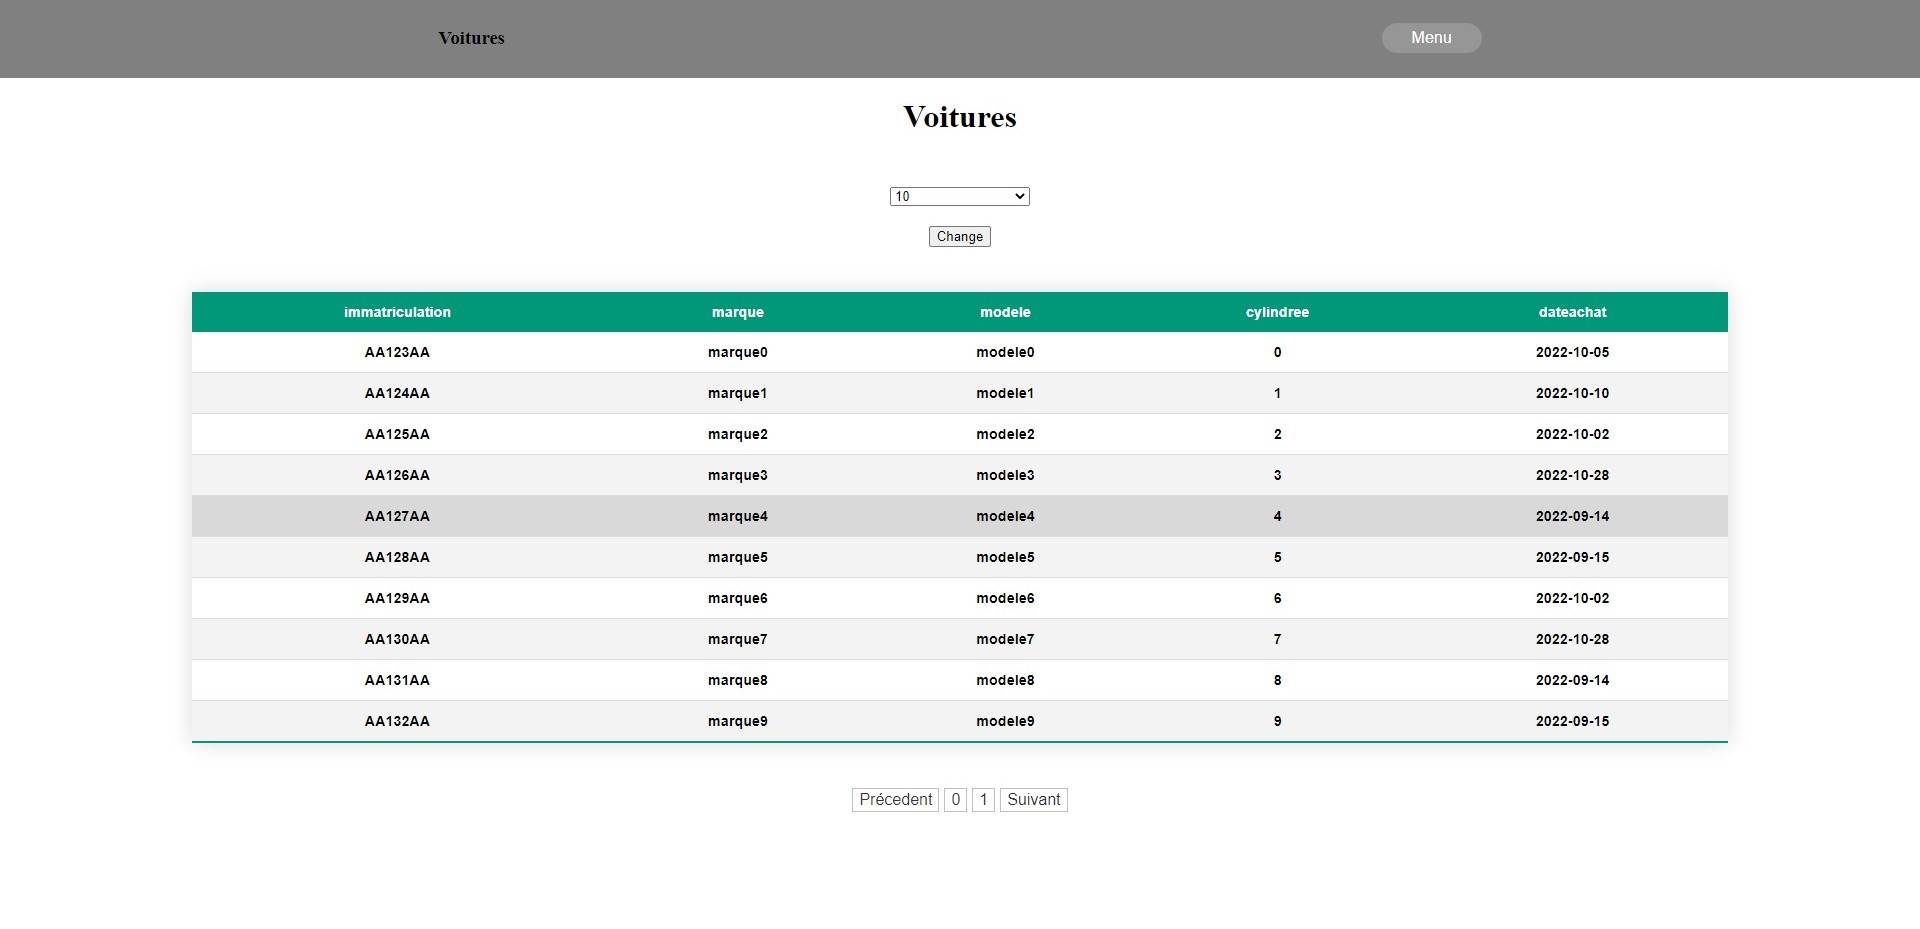 Voitures Menu
Voitures
10
Change
immatriculation marque modele cylindree dateachat
AA123AA marque0 modele0 0 2022-10-05
AA124AA marque1 modele1 1 2022-10-10
AA125AA marque2 modele2 2 2022-10-02
AA126AA marque3 modele3 3 2022-10-28
AA127AA marque4 modele4 4 2022-09-14
AA128AA marque5 modele5 5 2022-09-15
AA129AA marque6 modele6 6 2022-10-02
AA130AA marque7 modele7 7 2022-10-28
AA131AA marque8 modele8 8 2022-09-14
AA132AA marque9 modele9 9 2022-09-15
Précedent 0 1 Suivant